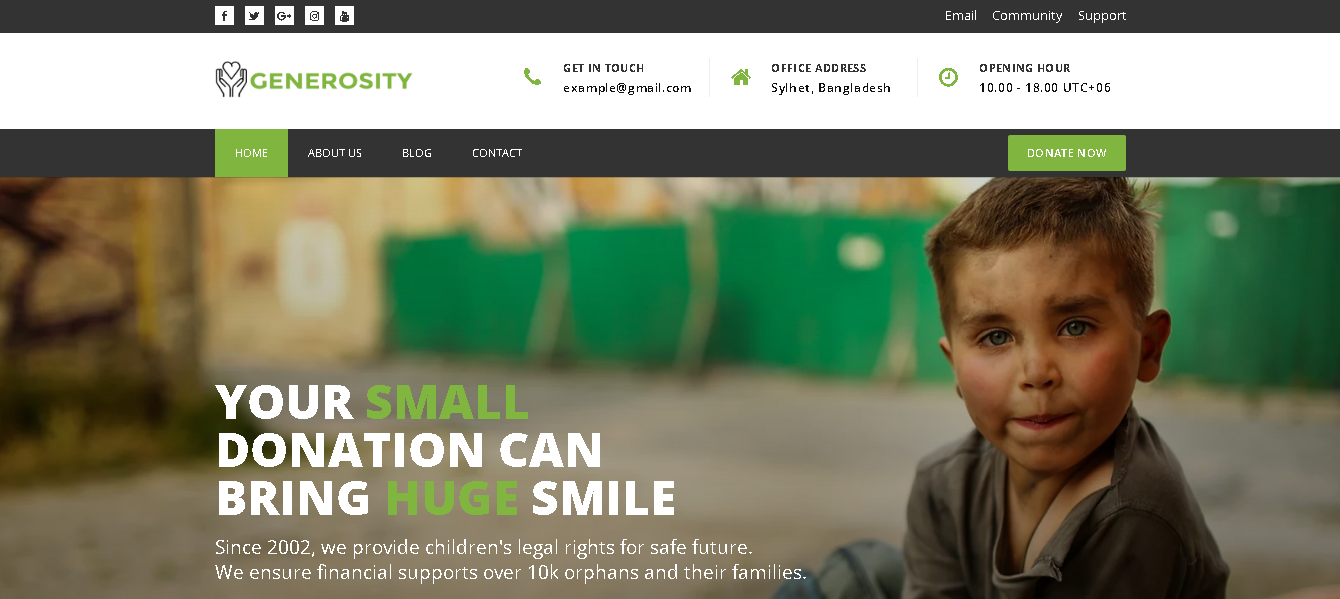 Email Community Support
GENEROSITY
GET IN TOUCH
example@gmail.com
OFFICE ADDRESS
Sylhet, Bangladesh
OPENING HOUR
10.00 - 18.00 UTC+06
HOME ABOUT US BLOG CONTACT DONATE NOW
YOUR SMALL
DONATION CAN
BRING HUGE SMILE
Since 2002, we provide children's legal rights for safe future.
We ensure financial supports over 10k orphans and their families.